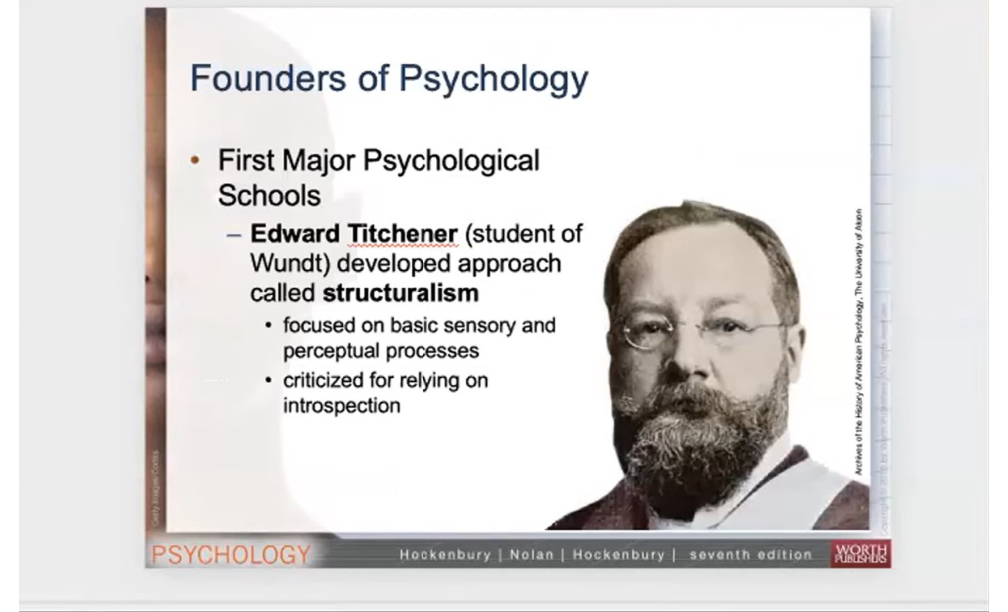 Founders of Psychology
• First Major Psychological
Schools
– Edward Titchener (student of
Wundt) developed approach
called structuralism
• focused on basic sensory and
perceptual processes
• criticized for relying on
introspection
Archives of the History of American Psychology, The University of Akron
Getty Images/Corbis
PSYCHOLOGY
Hockenbury | Nolan | Hockenbury | seventh edition
WORTH
PUBLISHERS